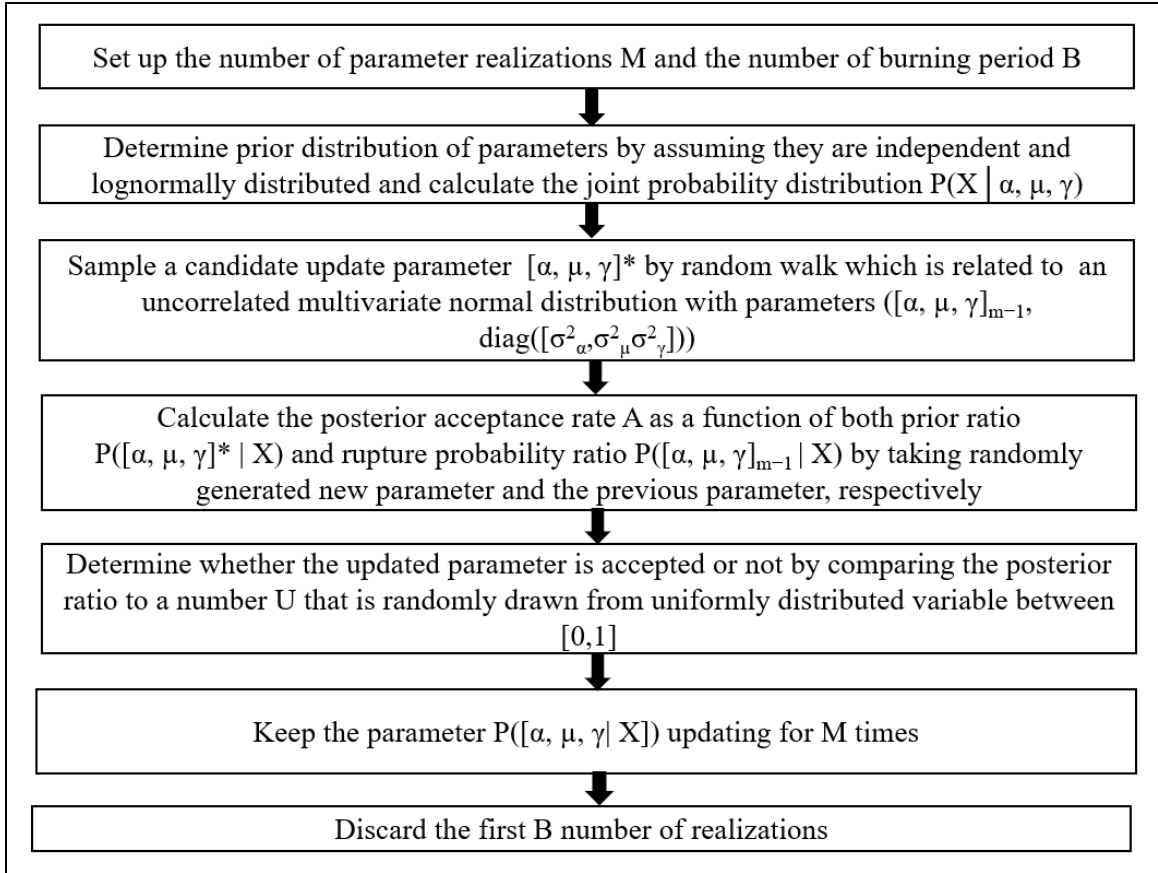 Set up the number of parameter realizations M and the number of burning period B
Determine prior distribution of parameters by assuming they are independent and
lognormally distributed and calculate the joint probability distribution P(X│α, μ, γ)
Sample a candidate update parameter [α, μ, γ]* by random walk which is related to an
uncorrelated multivariate normal distribution with parameters ([α, μ, γ]ₘ₋₁,
diag([σ²_α,σ²_μσ²_γ]))
Calculate the posterior acceptance rate A as a function of both prior ratio
P([α, μ, γ]* | X) and rupture probability ratio P([α, μ, γ]ₘ₋₁ | X) by taking randomly
generated new parameter and the previous parameter, respectively
Determine whether the updated parameter is accepted or not by comparing the posterior
ratio to a number U that is randomly drawn from uniformly distributed variable between
[0,1]
Keep the parameter P([α, μ, γ| X]) updating for M times
Discard the first B number of realizations